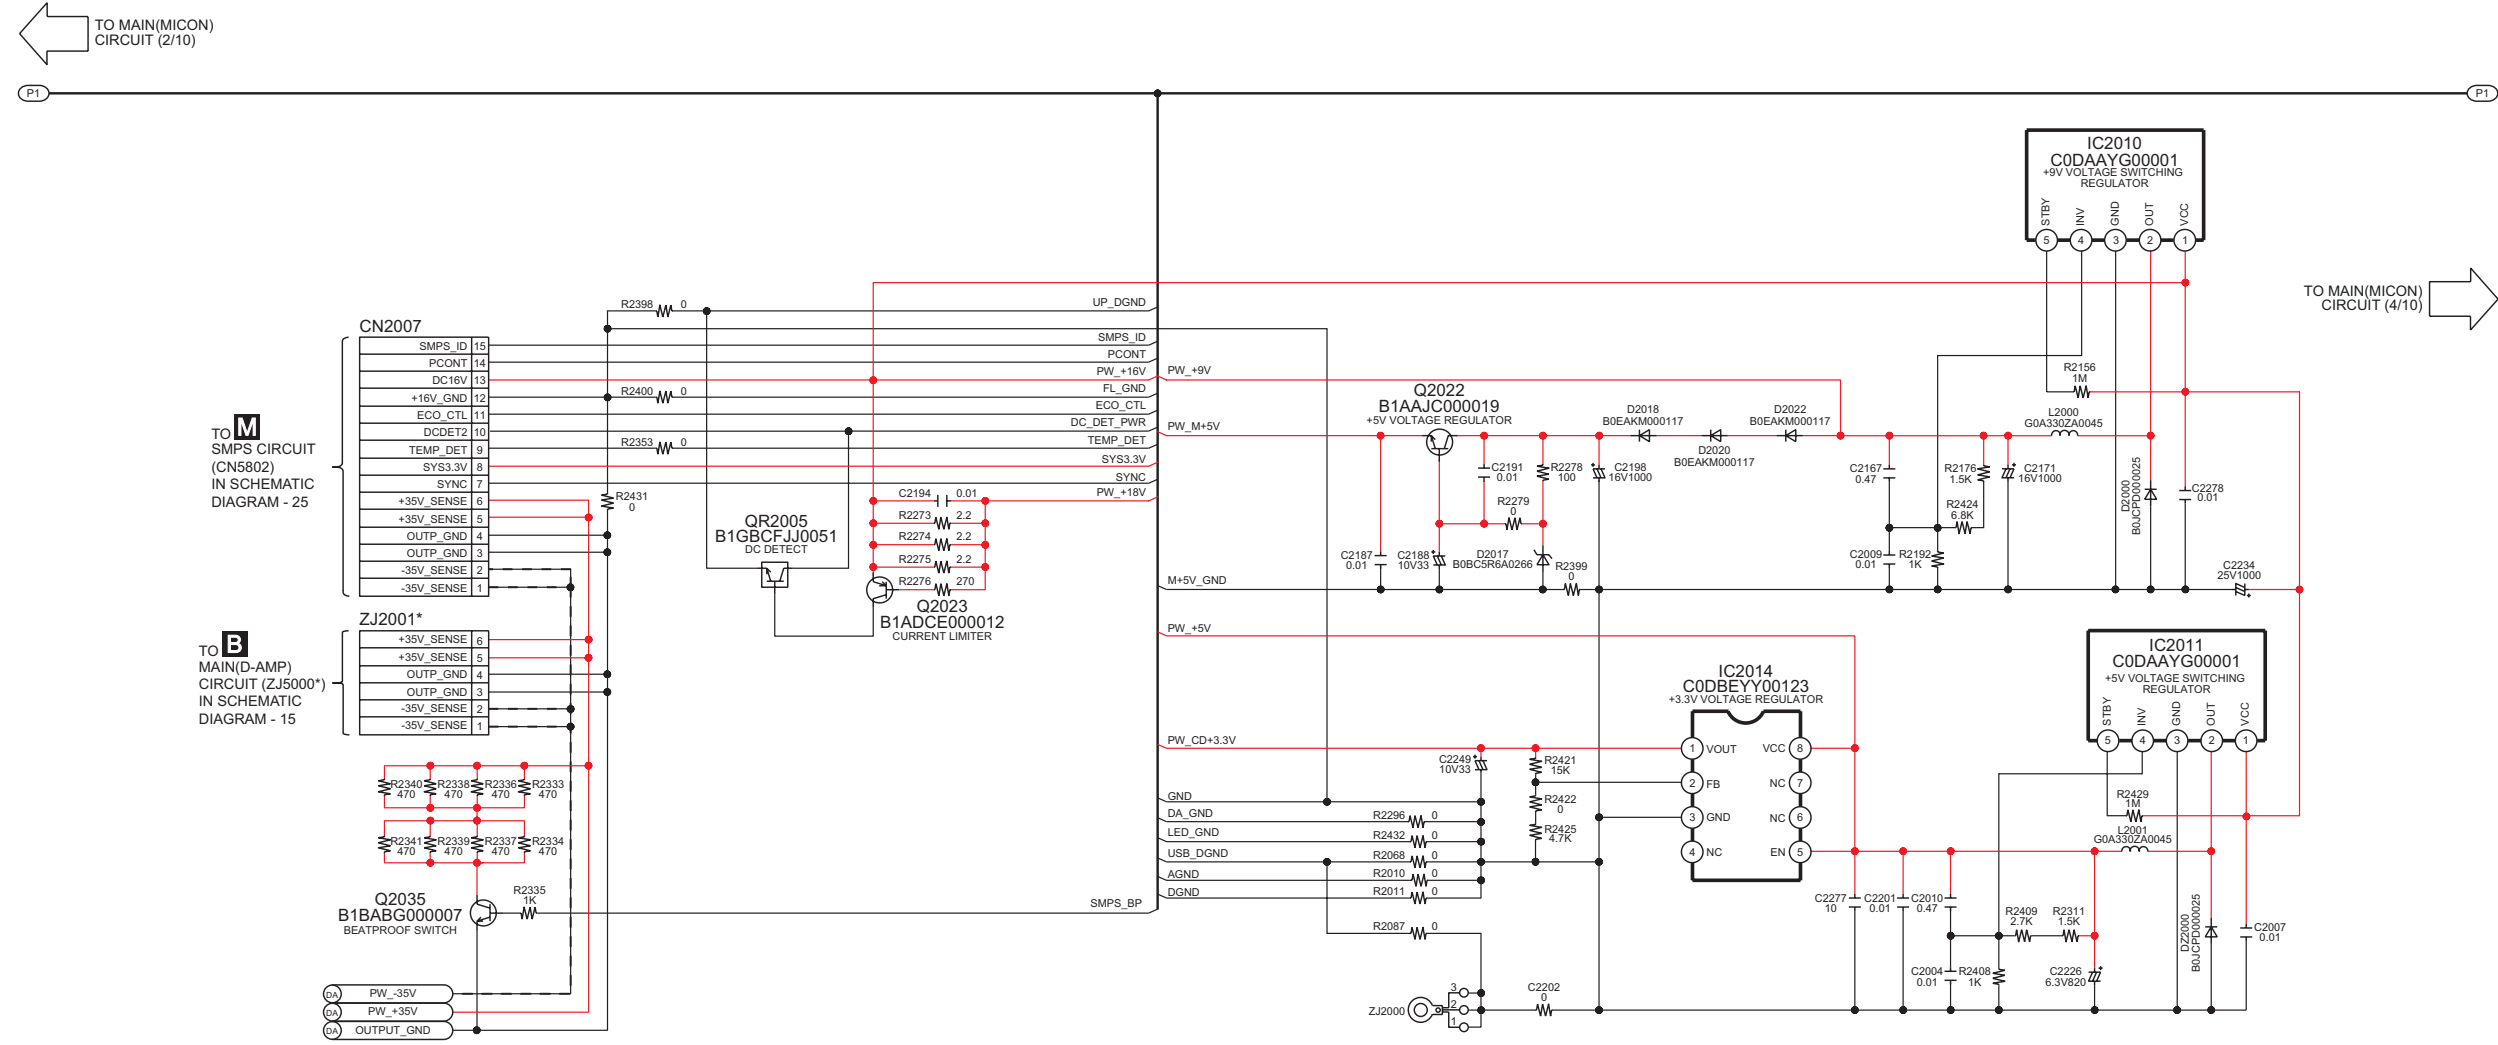 TO MAIN(MICON)
CIRCUIT (2/10)
P1
P1
IC2010
C0DAAYG00001
+9V VOLTAGE SWITCHING
REGULATOR
STBY INV GND OUT VCC
5 4 3 2 1
TO MAIN(MICON)
CIRCUIT (4/10)
CN2007
SMPS_ID 15
PCONT 14
DC16V 13
+16V_GND 12
ECO_CTL 11
DCDET2 10
TEMP_DET 9
SYS3.3V 8
SYNC 7
+35V_SENSE 6
+35V_SENSE 5
OUTP_GND 4
OUTP_GND 3
-35V_SENSE 2
-35V_SENSE 1
TO M
SMPS CIRCUIT
(CN5802)
IN SCHEMATIC
DIAGRAM - 25
ZJ2001*
+35V_SENSE 6
+35V_SENSE 5
OUTP_GND 4
OUTP_GND 3
-35V_SENSE 2
-35V_SENSE 1
TO B
MAIN(D-AMP)
CIRCUIT (ZJ5000*)
IN SCHEMATIC
DIAGRAM - 15
R2398 0
R2400 0
R2353 0
R2431
0
UP_DGND
SMPS_ID
PCONT
PW_+16V
FL_GND
ECO_CTL
DC_DET_PWR
TEMP_DET
SYS3.3V
SYNC
PW_+18V
QR2005
B1GBCFJJ0051
DC DETECT
C2194 0.01
R2273 2.2
R2274 2.2
R2275 2.2
R2276 270
Q2023
B1ADCE000012
CURRENT LIMITER
R2340
470
R2338
470
R2336
470
R2333
470
R2341
470
R2339
470
R2337
470
R2334
470
Q2035
B1BABG000007
BEATPROOF SWITCH
R2335
1K
SMPS_BP
DA PW_-35V
DA PW_+35V
DA OUTPUT_GND
PW_+9V
PW_M+5V
M+5V_GND
PW_+5V
PW_CD+3.3V
GND
DA_GND
LED_GND
USB_DGND
AGND
DGND
Q2022
B1AAJC000019
+5V VOLTAGE REGULATOR
D2018
B0EAKM000117
D2020
B0EAKM000117
D2022
B0EAKM000117
C2191
0.01
R2278
100
C2198
16V1000
R2279
0
C2187
0.01
C2188
10V33
D2017
B0BC5R6A0266
R2399
0
R2156
1M
L2000
G0A330ZA0045
C2167
0.47
R2176
1.5K
C2171
16V1000
R2424
6.8K
C2009
0.01
R2192
1K
D2000
B0JCPD000025
C2278
0.01
C2234
25V1000
IC2014
C0DBEYY00123
+3.3V VOLTAGE REGULATOR
1 VOUT
2 FB
3 GND
4 NC
VCC 8
NC 7
NC 6
EN 5
C2249
10V33
R2421
15K
R2422
0
R2425
4.7K
R2296 0
R2432 0
R2068 0
R2010 0
R2011 0
R2087 0
ZJ2000
3
2
1
C2202
0
IC2011
C0DAAYG00001
+5V VOLTAGE SWITCHING
REGULATOR
STBY INV GND OUT VCC
5 4 3 2 1
R2429
1M
L2001
G0A330ZA0045
C2277
10
C2201
0.01
C2010
0.47
R2409
2.7K
R2311
1.5K
C2004
0.01
R2408
1K
C2226
6.3V820
DZ2000
B0JCPD000025
C2007
0.01